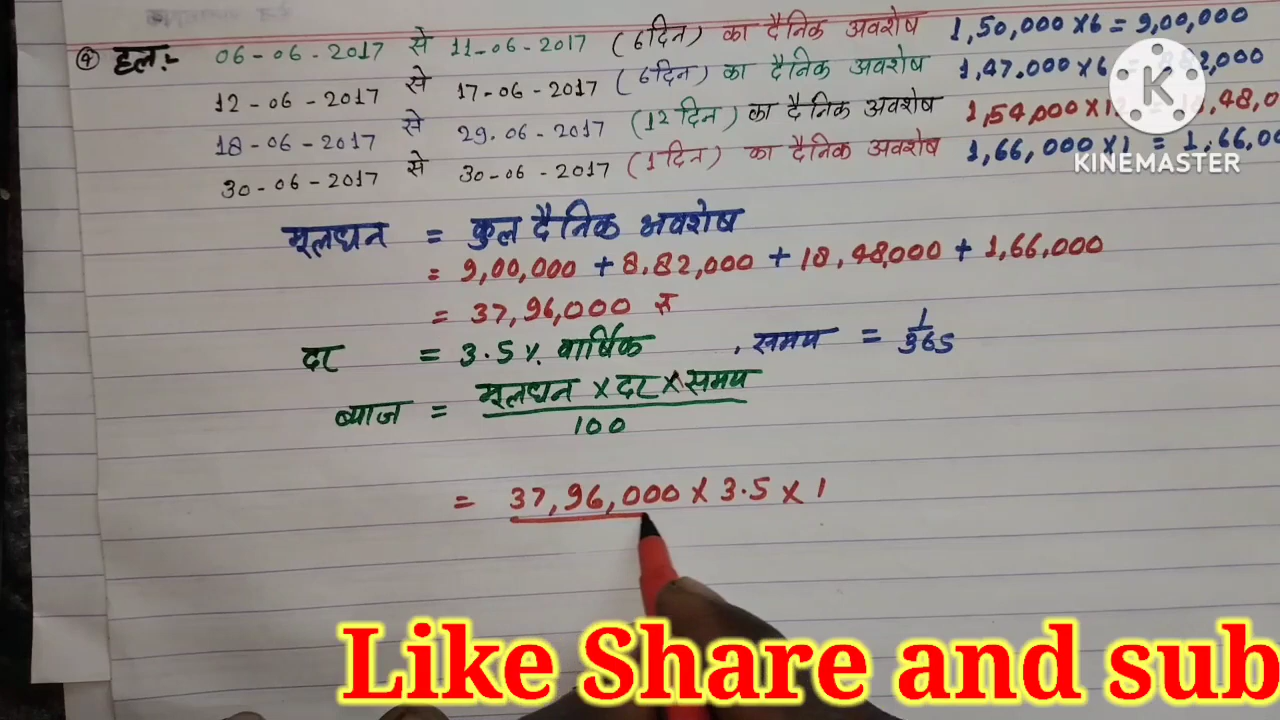 ④ हल:- 06-06-2017 से 11-06-2017 (6दिन) का दैनिक अवशेष 1,50,000×6 = 9,00,000
12-06-2017 से 17-06-2017 (6दिन) का दैनिक अवशेष 1,47,000×6
18-06-2017 से 29.06-2017 (12दिन) का दैनिक अवशेष 1,54,000×12
30-06-2017 से 30-06-2017 (1दिन) का दैनिक अवशेष 1,66,000×1 =
KINEMASTER
मूलधन = कुल दैनिक अवशेष
= 9,00,000 + 8,82,000 + 18,48,000 + 1,66,000
= 37,96,000 रु
दर = 3.5% वार्षिक , समय = 1/365
ब्याज = मूलधन × दर × समय
100
= 37,96,000 × 3.5 × 1
Like Share and sub